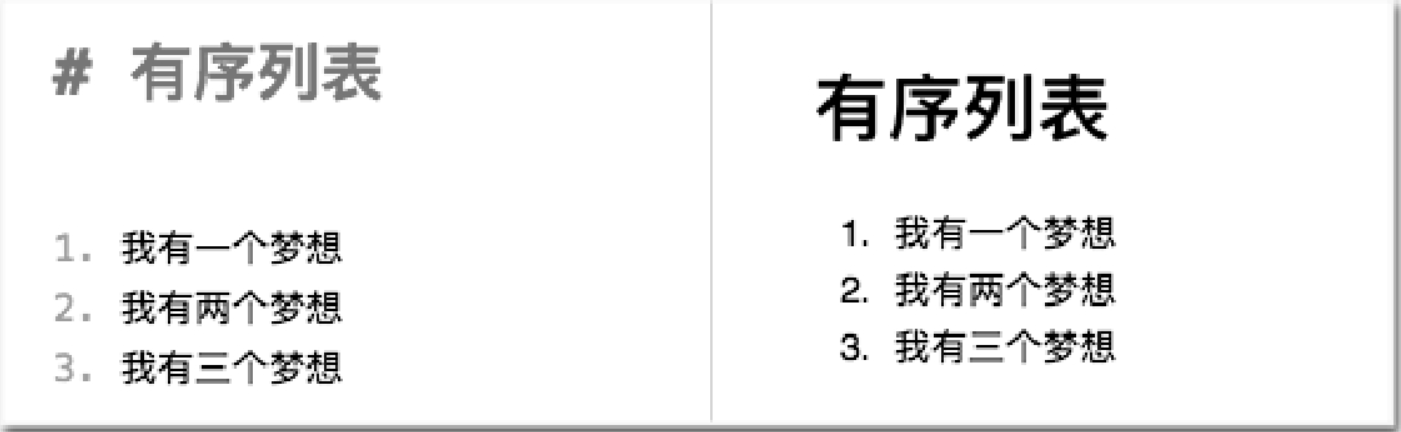 # 有序列表
1. 我有一个梦想
2. 我有两个梦想
3. 我有三个梦想
有序列表
1. 我有一个梦想
2. 我有两个梦想
3. 我有三个梦想